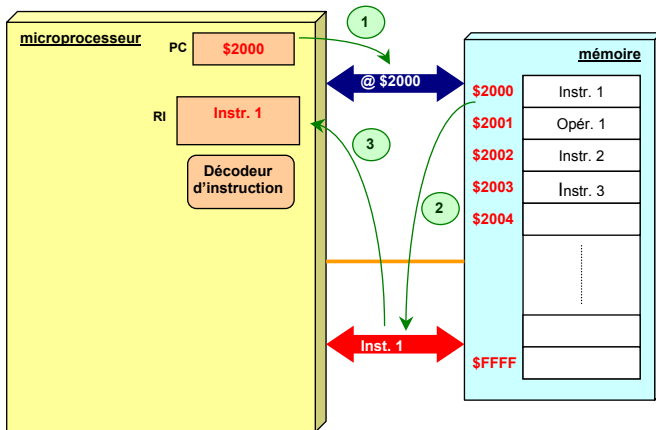 microprocesseur
PC
$2000
1
@ $2000
RI
Instr. 1
3
Décodeur
d'instruction
2
Inst. 1
mémoire
$2000
Instr. 1
$2001
Opér. 1
$2002
Instr. 2
$2003
Instr. 3
$2004
$FFFF